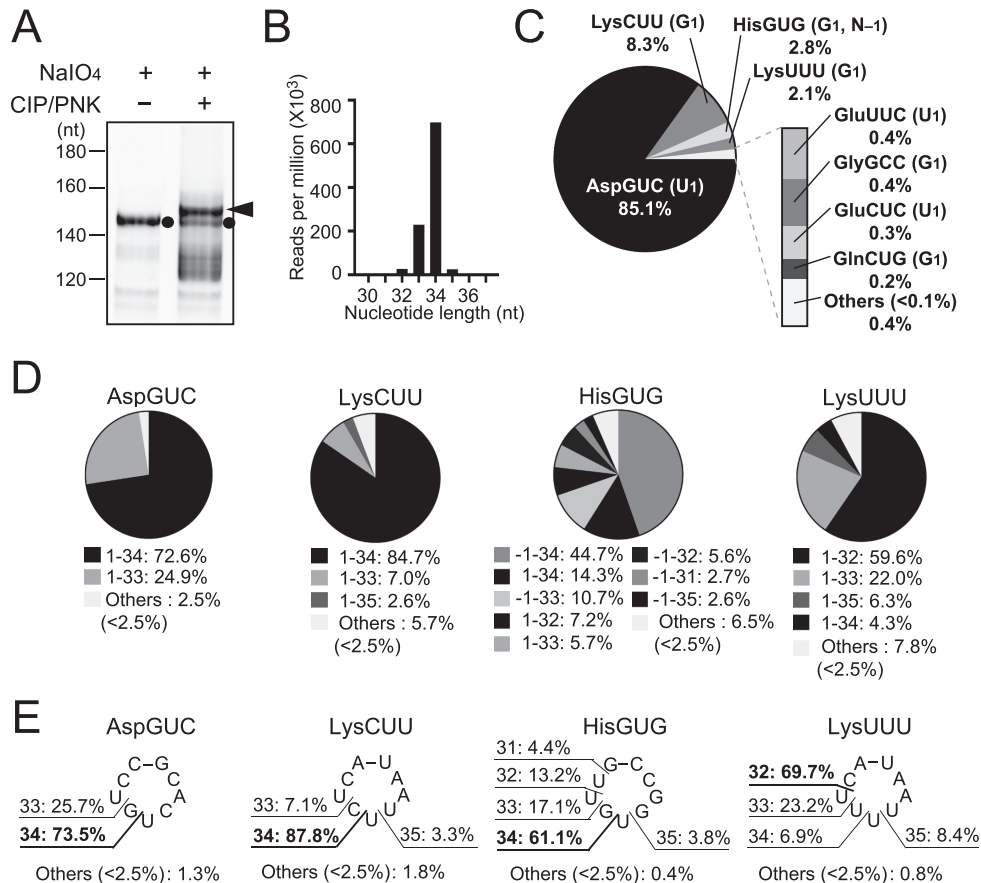 A
NaIO4 + +
CIP/PNK – +
(nt)
180
160
140
120
B
Reads per million (X10³)
800
600
400
200
0
30 32 34 36
Nucleotide length (nt)
C
LysCUU (G1)
8.3%
HisGUG (G1, N–1)
2.8%
LysUUU (G1)
2.1%
AspGUC (U1)
85.1%
GluUUC (U1)
0.4%
GlyGCC (G1)
0.4%
GluCUC (U1)
0.3%
GlnCUG (G1)
0.2%
Others (<0.1%)
0.4%
D
AspGUC
1-34: 72.6%
1-33: 24.9%
Others : 2.5%
(<2.5%)
LysCUU
1-34: 84.7%
1-33: 7.0%
1-35: 2.6%
Others : 5.7%
(<2.5%)
HisGUG
-1-34: 44.7%
1-34: 14.3%
-1-33: 10.7%
1-32: 7.2%
1-33: 5.7%
-1-32: 5.6%
-1-31: 2.7%
-1-35: 2.6%
Others : 6.5%
(<2.5%)
LysUUU
1-32: 59.6%
1-33: 22.0%
1-35: 6.3%
1-34: 4.3%
Others : 7.8%
(<2.5%)
E
AspGUC
C–G
C C
U A
G U C
33: 25.7%
34: 73.5%
Others (<2.5%): 1.3%
LysCUU
A–U
C A
U A
C U U
33: 7.1%
34: 87.8%
35: 3.3%
Others (<2.5%): 1.8%
HisGUG
G–C
U C
U G
G U G
31: 4.4%
32: 13.2%
33: 17.1%
34: 61.1%
35: 3.8%
Others (<2.5%): 0.4%
LysUUU
A–U
C A
U A
U U U
32: 69.7%
33: 23.2%
34: 6.9%
35: 8.4%
Others (<2.5%): 0.8%